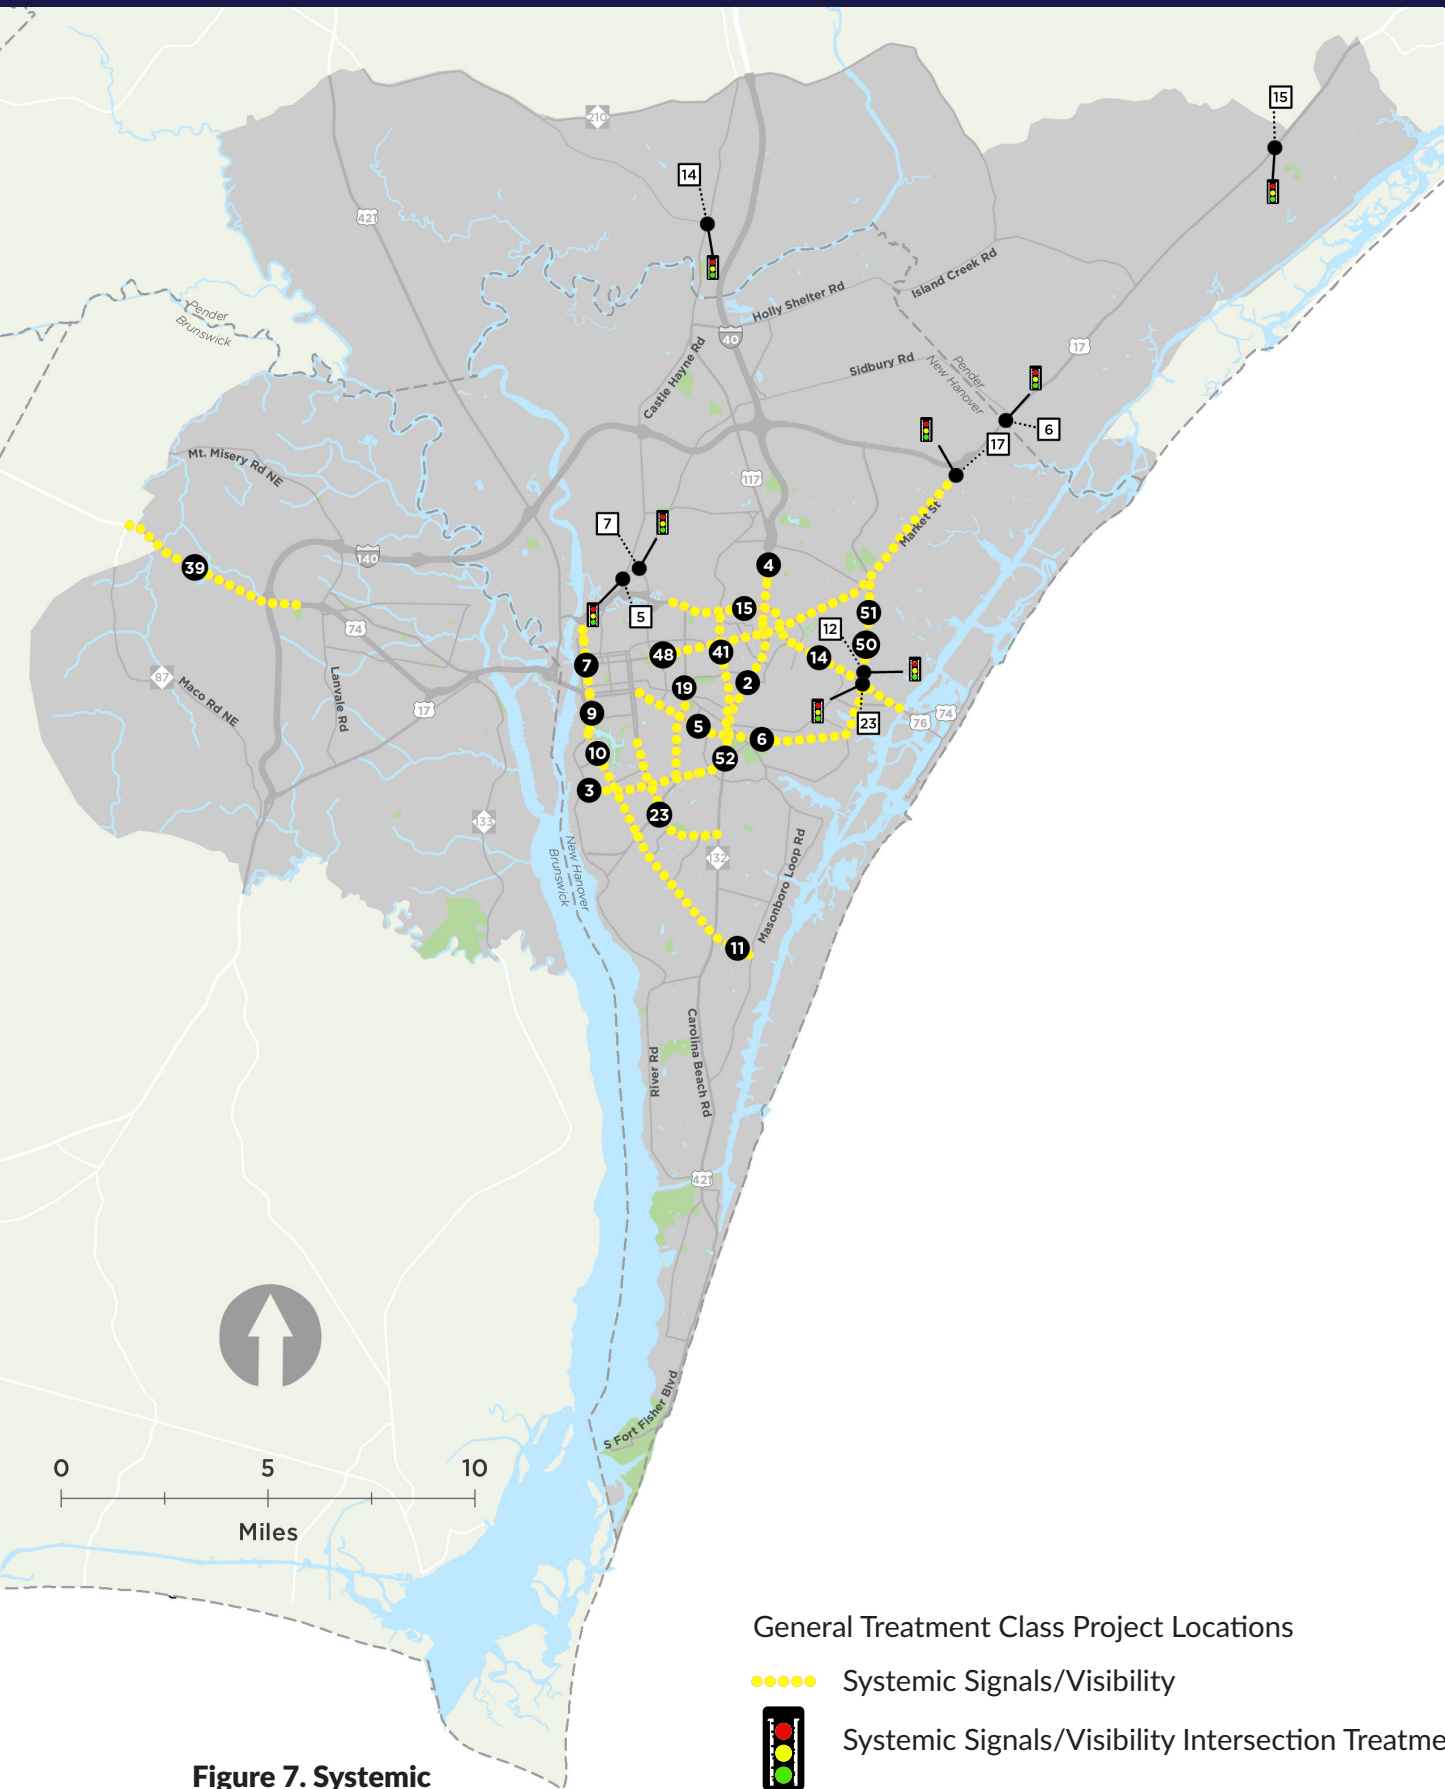 15
210
14
421
Island Creek Rd
Holly Shelter Rd
Pender
Brunswick
40
17
Castle Hayne Rd
Sidbury Rd
Pender
New Hanover
6
17
Mt. Misery Rd NE
117
Market St
7
140
39
4
15
51
5
12
74
50
48
41
14
7
87
Maco Rd NE
Lanvale Rd
19
2
17
9
74
76
23
5
6
10
52
3
23
133
New Hanover
Brunswick
132
Masonboro Loop Rd
11
River Rd
Carolina Beach Rd
421
S Fort Fisher Blvd
0 5 10
Miles
General Treatment Class Project Locations
Systemic Signals/Visibility
Systemic Signals/Visibility Intersection Treatme
Figure 7. Systemic